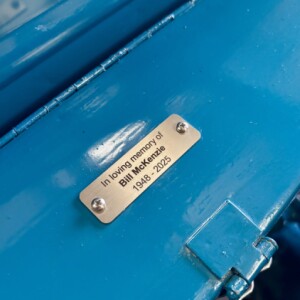 In loving memory of
Bill McKenzie
1948 - 2025